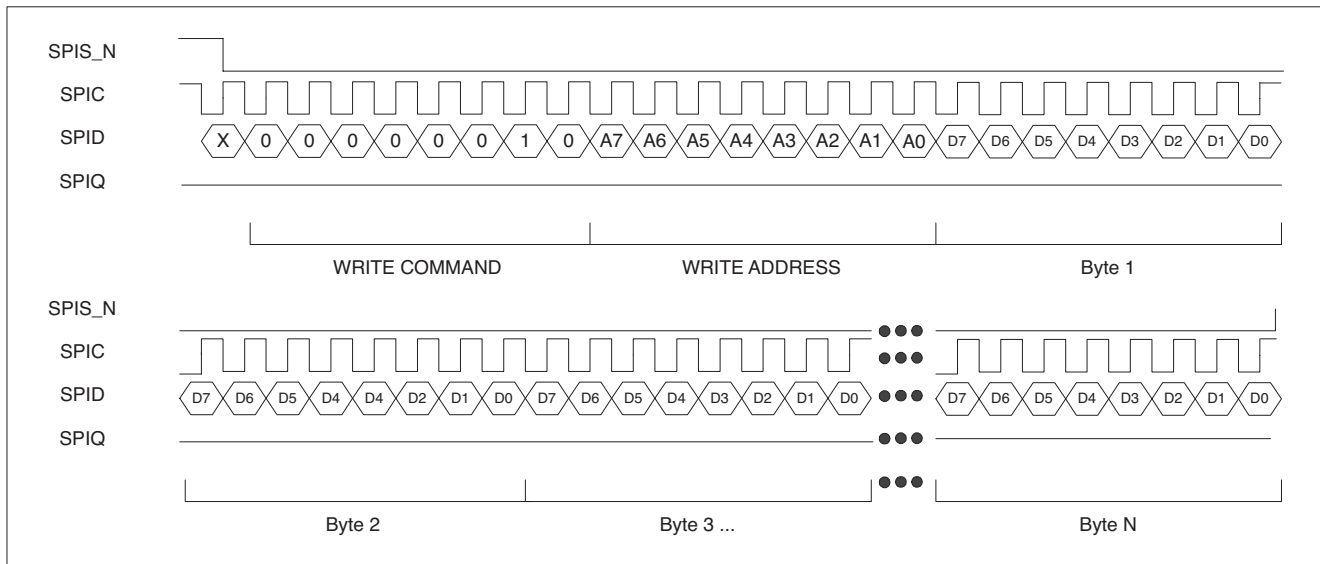 SPIS_N
SPIC
SPID X 0 0 0 0 0 0 1 0 A7 A6 A5 A4 A3 A2 A1 A0 D7 D6 D5 D4 D3 D2 D1 D0
SPIQ
WRITE COMMAND WRITE ADDRESS Byte 1
SPIS_N
SPIC
SPID D7 D6 D5 D4 D4 D2 D1 D0 D7 D6 D5 D4 D3 D2 D1 D0 D7 D6 D5 D4 D3 D2 D1 D0
SPIQ
Byte 2 Byte 3 ... Byte N